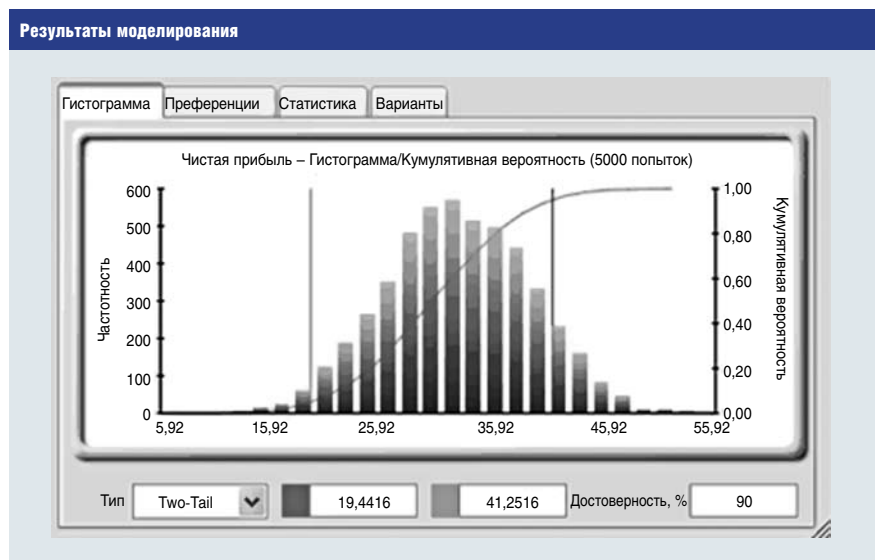 Результаты моделирования
Гистограмма Преференции Статистика Варианты
Чистая прибыль – Гистограмма/Кумулятивная вероятность (5000 попыток)
Частотность
600
500
400
300
200
100
0
5,92 15,92 25,92 35,92 45,92 55,92
1,00
0,80
0,60
0,40
0,20
0,00
Кумулятивная вероятность
Тип Two-Tail 19,4416 41,2516 Достоверность, % 90